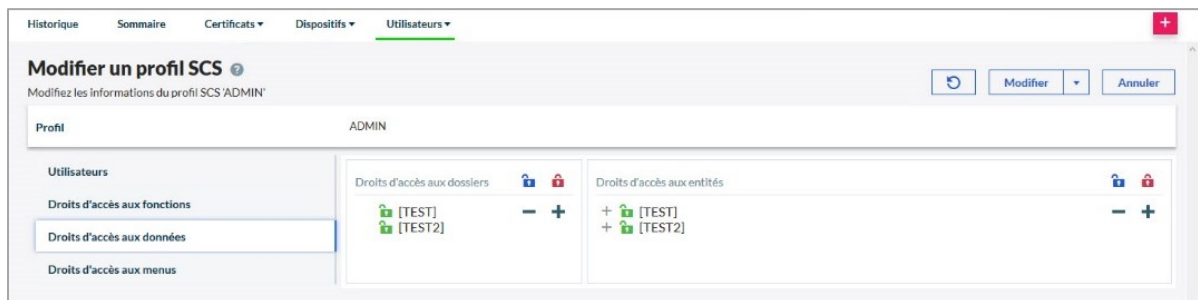 Historique Sommaire Certificats Dispositifs Utilisateurs
Modifier un profil SCS
Modifiez les informations du profil SCS 'ADMIN'
Modifier Annuler
Profil ADMIN
Utilisateurs
Droits d'accès aux fonctions
Droits d'accès aux données
Droits d'accès aux menus
Droits d'accès aux dossiers
[TEST]
[TEST2]
Droits d'accès aux entités
[TEST]
[TEST2]